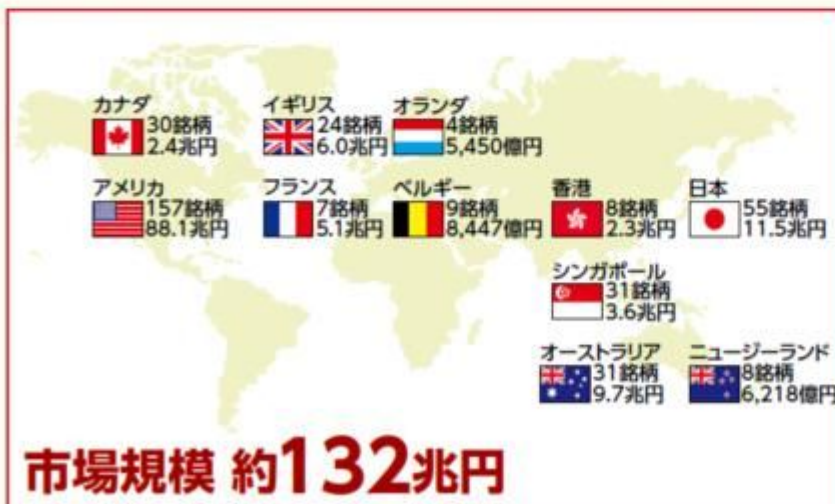 カナダ
30銘柄
2.4兆円
イギリス
24銘柄
6.0兆円
オランダ
4銘柄
5,450億円
アメリカ
157銘柄
88.1兆円
フランス
7銘柄
5.1兆円
ベルギー
9銘柄
8,447億円
香港
8銘柄
2.3兆円
日本
55銘柄
11.5兆円
シンガポール
31銘柄
3.6兆円
オーストラリア
31銘柄
9.7兆円
ニュージーランド
8銘柄
6,218億円
市場規模 約132兆円